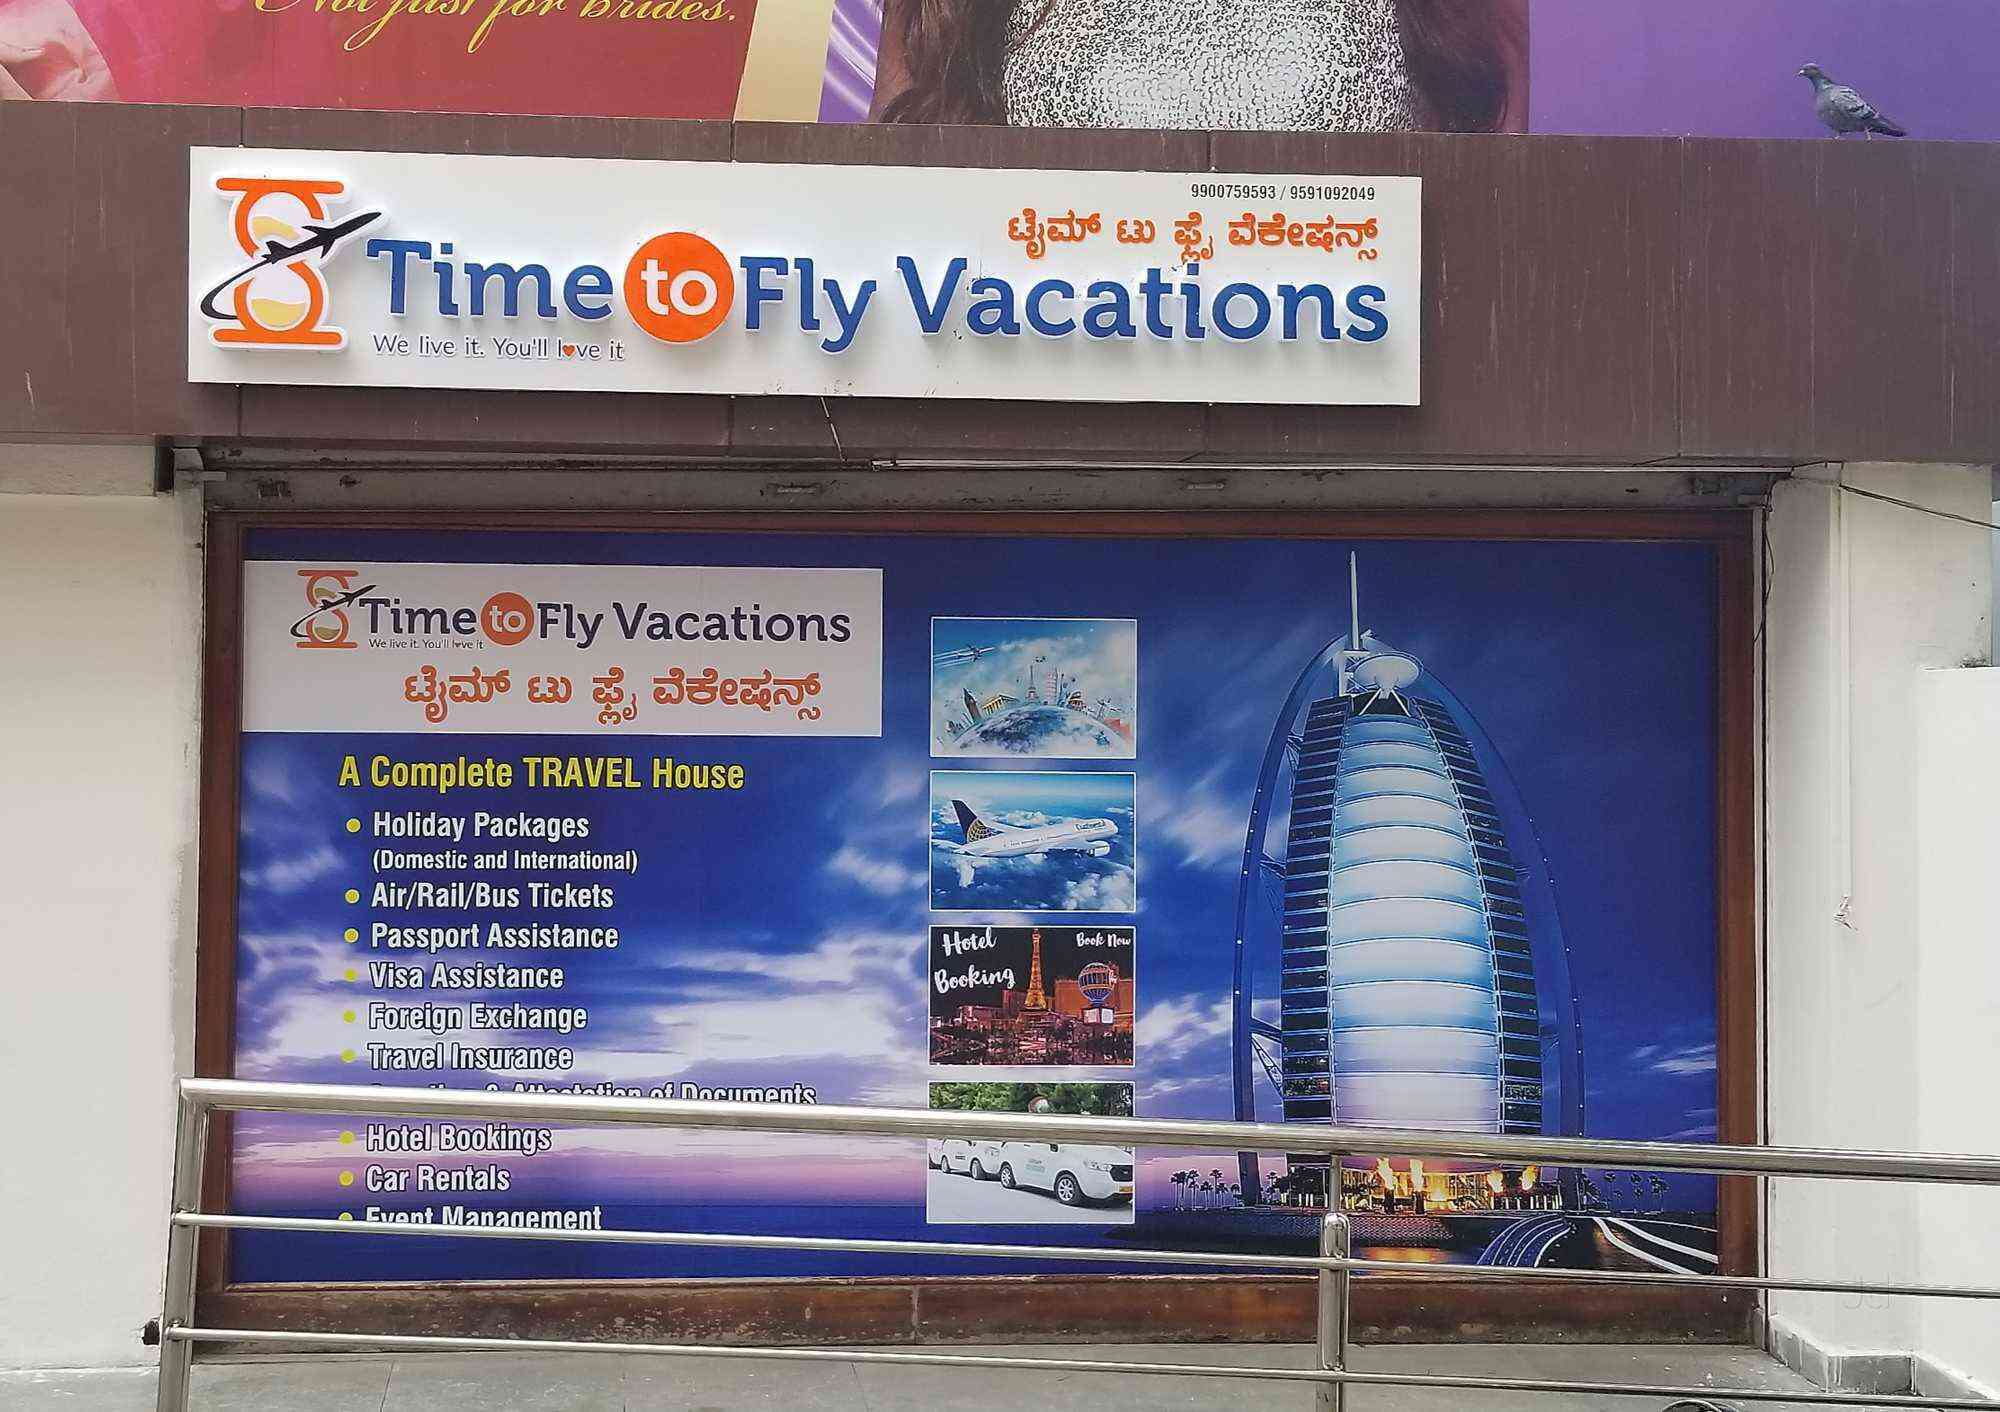 Not just for brides.
9900759593 / 9591092049
ಟೈಮ್ ಟು ಫ್ಲೈ ವೆಕೇಷನ್ಸ್
Time to Fly Vacations
We live it. You'll love it
Time to Fly Vacations
We live it. You'll love it
ಟೈಮ್ ಟು ಫ್ಲೈ ವೆಕೇಷನ್ಸ್
A Complete TRAVEL House
Holiday Packages
(Domestic and International)
Air/Rail/Bus Tickets
Passport Assistance
Visa Assistance
Foreign Exchange
Travel Insurance
& Attestation of Documents
Hotel Bookings
Car Rentals
Event Management
Hotel Booking
Book Now